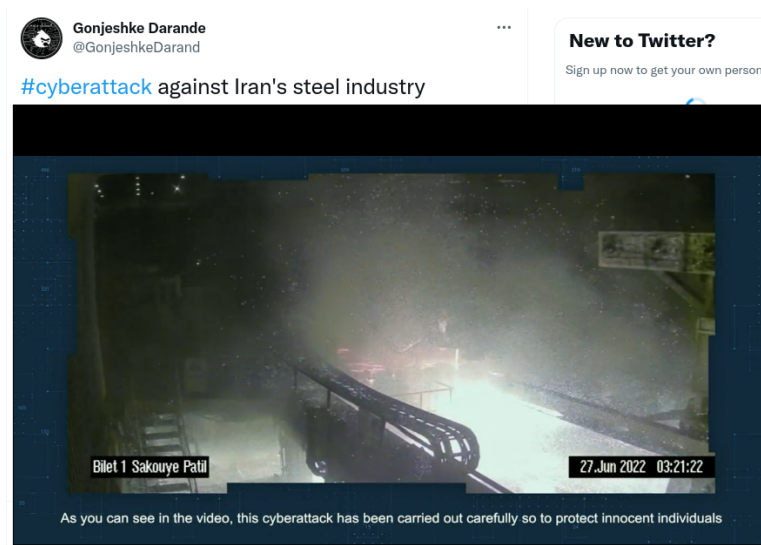 Gonjeshke Darande
@GonjeshkeDarand
#cyberattack against Iran's steel industry
New to Twitter?
Sign up now to get your own person
Bilet 1 Sakouye Patil
27.Jun 2022 03:21:22
As you can see in the video, this cyberattack has been carried out carefully so to protect innocent individuals